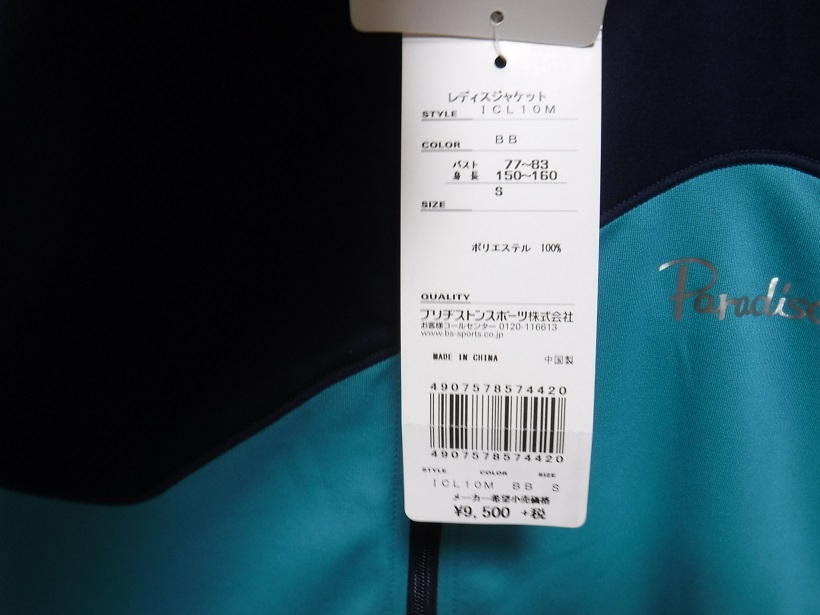 レディスジャケット
STYLE ICL10M
COLOR BB
バスト 77~83
身長 150~160
S
SIZE
ポリエステル 100%
QUALITY
ブリヂストンスポーツ株式会社
お客様コールセンター 0120-116613
www.bs-sports.co.jp
MADE IN CHINA 中国製
4907578574420
4907578574420
STYLE COLOR SIZE
ICL10M BB S
メーカー希望小売価格
¥9,500 +税
Paradiso